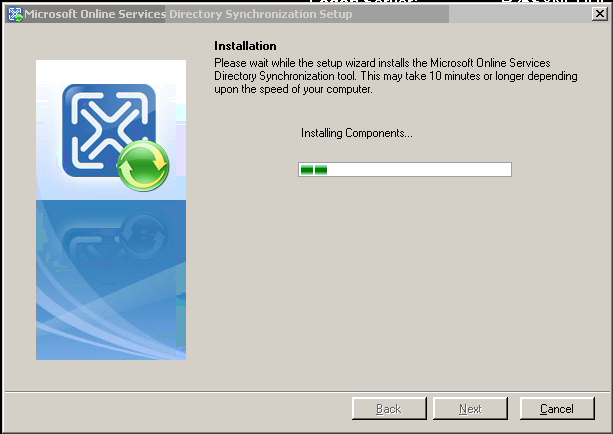 Microsoft Online Services Directory Synchronization Setup
Installation
Please wait while the setup wizard installs the Microsoft Online Services
Directory Synchronization tool. This may take 10 minutes or longer depending
upon the speed of your computer.
Installing Components...
Back
Next
Cancel